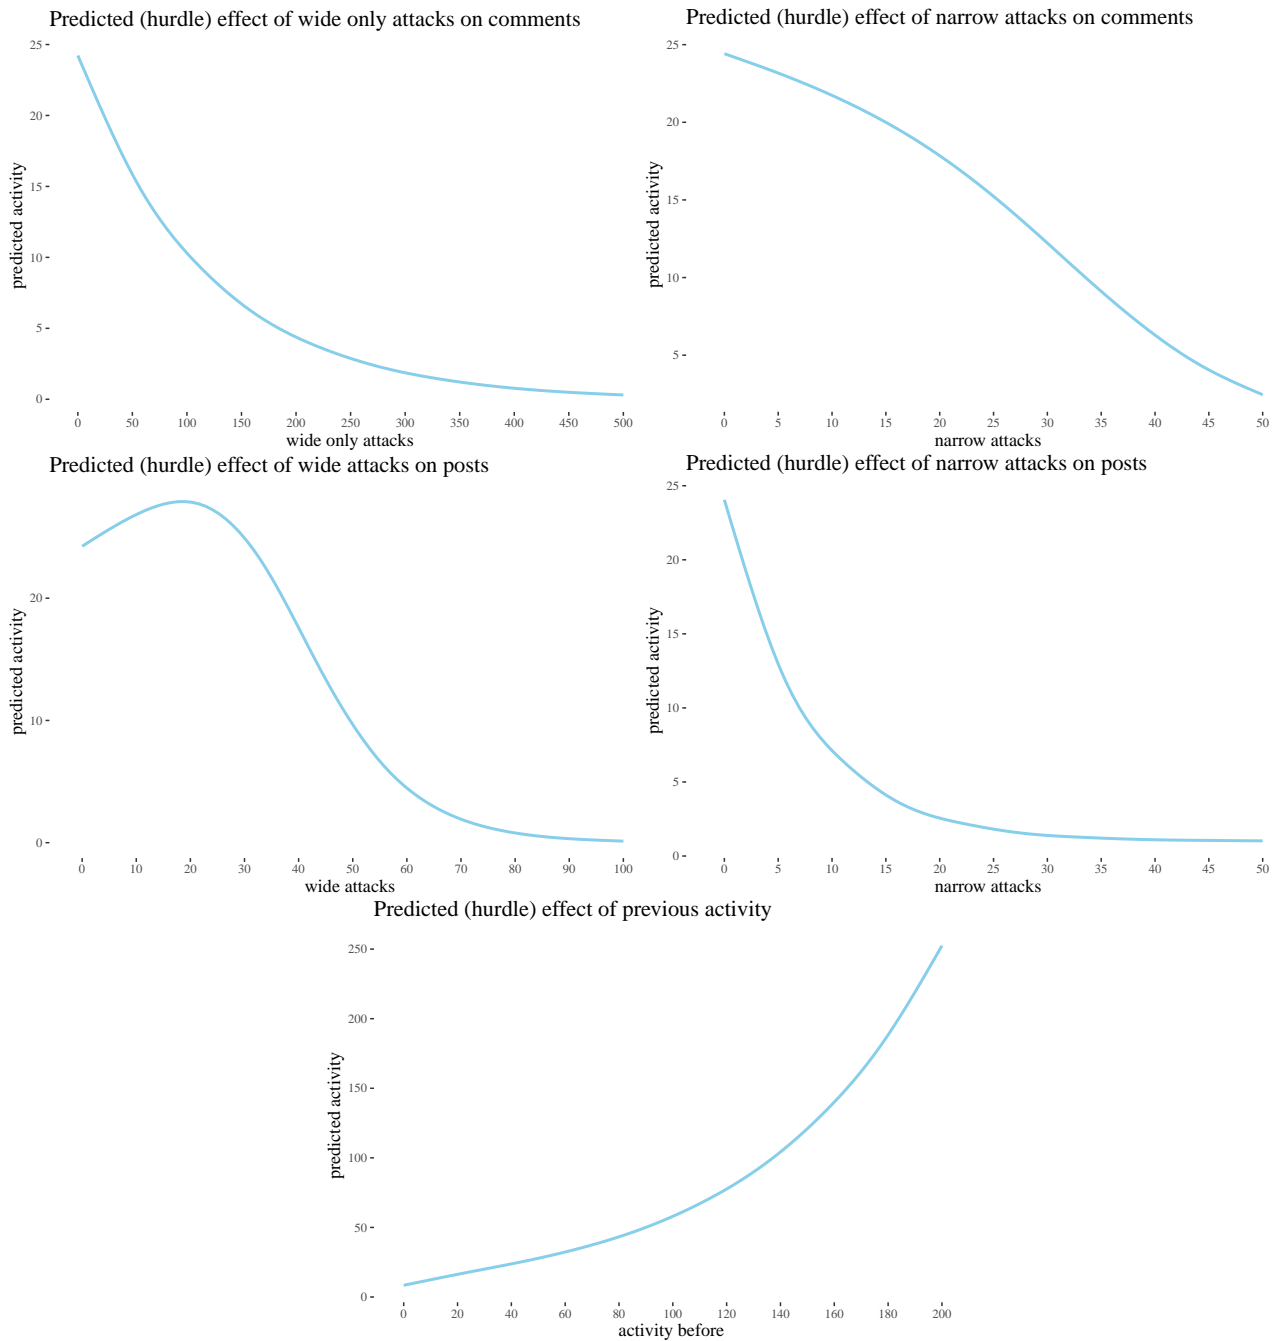 Predicted (hurdle) effect of wide only attacks on comments
25
20
15
10
5
0
predicted activity
0 50 100 150 200 250 300 350 400 450 500
wide only attacks
Predicted (hurdle) effect of narrow attacks on comments
25
20
15
10
5
predicted activity
0 5 10 15 20 25 30 35 40 45 50
narrow attacks
Predicted (hurdle) effect of wide attacks on posts
20
10
0
predicted activity
0 10 20 30 40 50 60 70 80 90 100
wide attacks
Predicted (hurdle) effect of narrow attacks on posts
25
20
15
10
5
0
predicted activity
0 5 10 15 20 25 30 35 40 45 50
narrow attacks
Predicted (hurdle) effect of previous activity
250
200
150
100
50
0
predicted activity
0 20 40 60 80 100 120 140 160 180 200
activity before